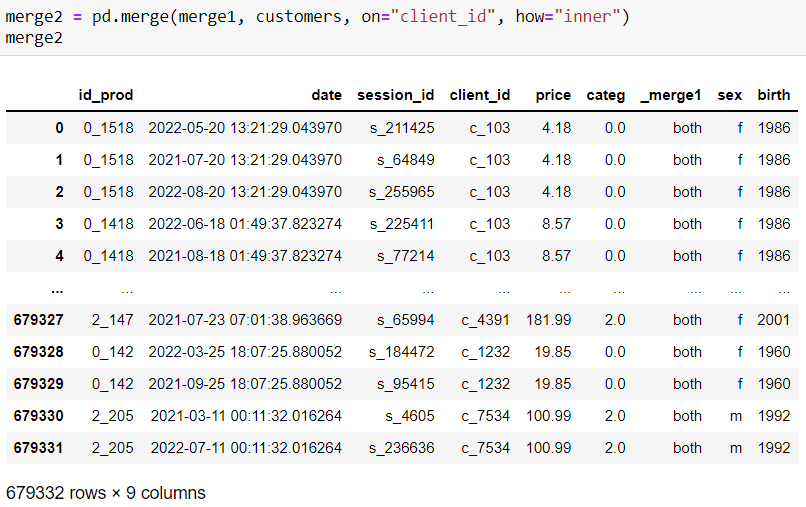 merge2 = pd.merge(merge1, customers, on="client_id", how="inner")
merge2
id_prod date session_id client_id price categ _merge1 sex birth
0 0_1518 2022-05-20 13:21:29.043970 s_211425 c_103 4.18 0.0 both f 1986
1 0_1518 2021-07-20 13:21:29.043970 s_64849 c_103 4.18 0.0 both f 1986
2 0_1518 2022-08-20 13:21:29.043970 s_255965 c_103 4.18 0.0 both f 1986
3 0_1418 2022-06-18 01:49:37.823274 s_225411 c_103 8.57 0.0 both f 1986
4 0_1418 2021-08-18 01:49:37.823274 s_77214 c_103 8.57 0.0 both f 1986
... ... ... ... ... ... ... ... ... ...
679327 2_147 2021-07-23 07:01:38.963669 s_65994 c_4391 181.99 2.0 both f 2001
679328 0_142 2022-03-25 18:07:25.880052 s_184472 c_1232 19.85 0.0 both f 1960
679329 0_142 2021-09-25 18:07:25.880052 s_95415 c_1232 19.85 0.0 both f 1960
679330 2_205 2021-03-11 00:11:32.016264 s_4605 c_7534 100.99 2.0 both m 1992
679331 2_205 2022-07-11 00:11:32.016264 s_236636 c_7534 100.99 2.0 both m 1992
679332 rows × 9 columns